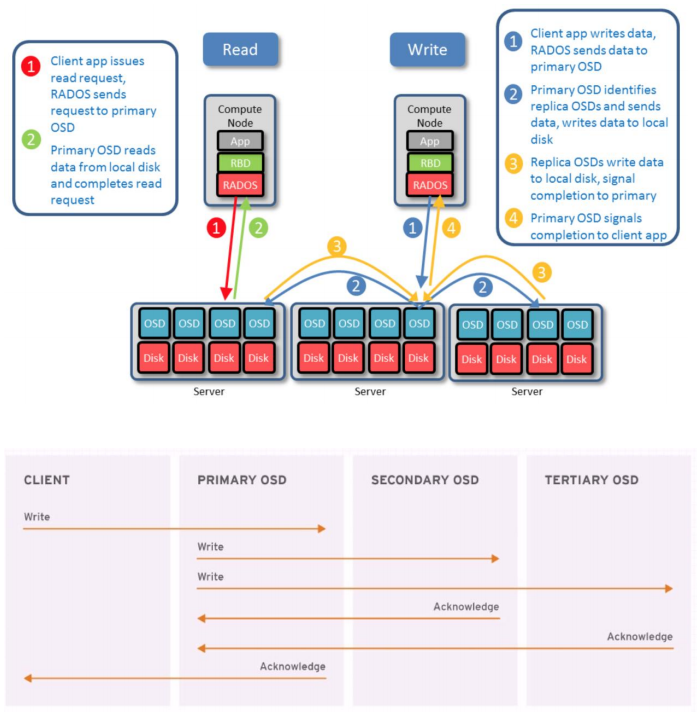 1 Client app issues
read request,
RADOS sends
request to primary
OSD
2 Primary OSD reads
data from local disk
and completes read
request
Read
Write
1 Client app writes data,
RADOS sends data to
primary OSD
2 Primary OSD identifies
replica OSDs and sends
data, writes data to local
disk
3 Replica OSDs write data
to local disk, signal
completion to primary
4 Primary OSD signals
completion to client app
Compute
Node
App
RBD
RADOS
Compute
Node
App
RBD
RADOS
1 2
1 4
3
2
2
3
OSD OSD OSD OSD
Disk Disk Disk Disk
Server
OSD OSD OSD OSD
Disk Disk Disk Disk
Server
OSD OSD OSD OSD
Disk Disk Disk Disk
Server
CLIENT PRIMARY OSD SECONDARY OSD TERTIARY OSD
Write
Write
Write
Acknowledge
Acknowledge
Acknowledge